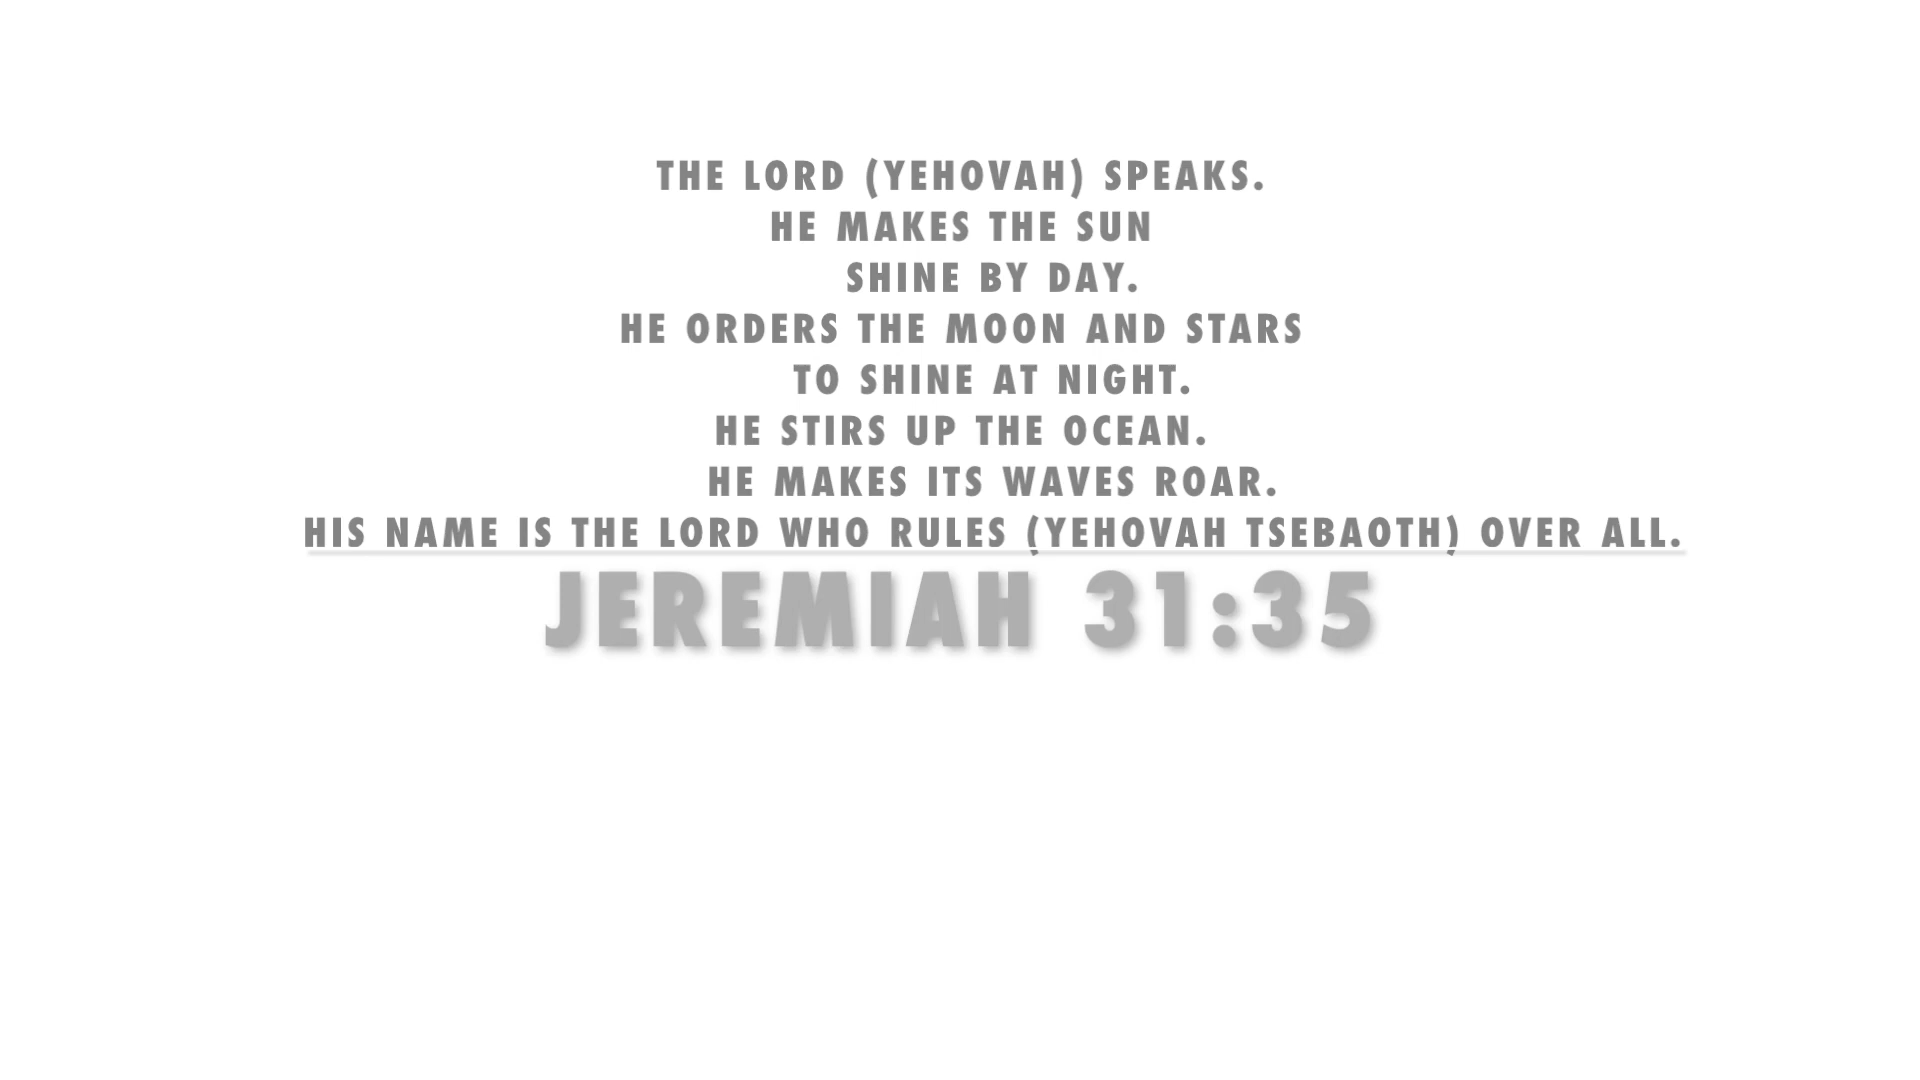 THE LORD (YEHOVAH) SPEAKS.
HE MAKES THE SUN
SHINE BY DAY.
HE ORDERS THE MOON AND STARS
TO SHINE AT NIGHT.
HE STIRS UP THE OCEAN.
HE MAKES ITS WAVES ROAR.
HIS NAME IS THE LORD WHO RULES (YEHOVAH TSEBAOTH) OVER ALL.
JEREMIAH 31:35